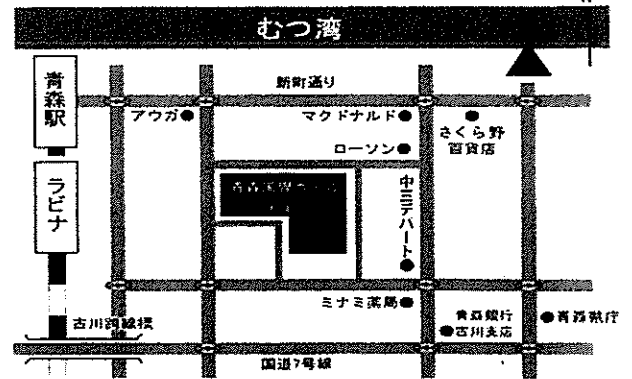 むつ湾
新町通り
青森駅
アウガ
マクドナルド
さくら野
百貨店
ローソン
ラビナ
中三デパート
ミナミ薬局
古川跨線橋
青森銀行
古川支店
青森県庁
国道7号線